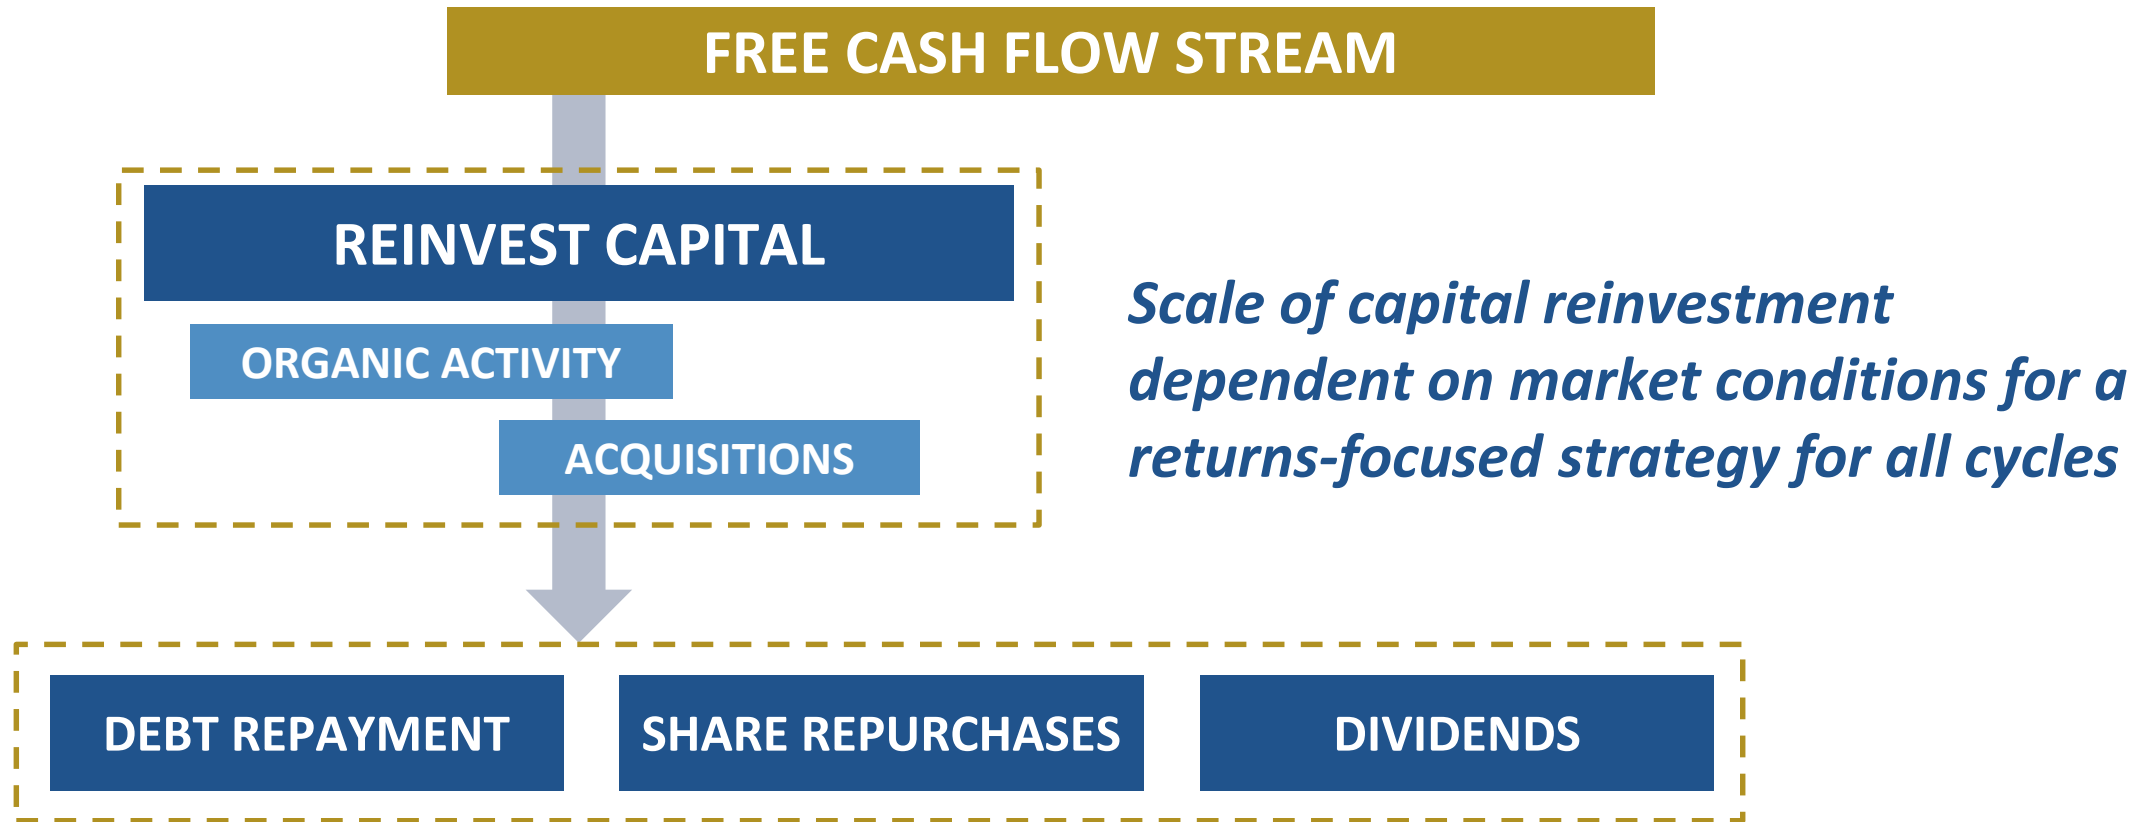 FREE CASH FLOW STREAM
REINVEST CAPITAL
ORGANIC ACTIVITY
ACQUISITIONS
Scale of capital reinvestment
dependent on market conditions for a
returns-focused strategy for all cycles
DEBT REPAYMENT
SHARE REPURCHASES
DIVIDENDS